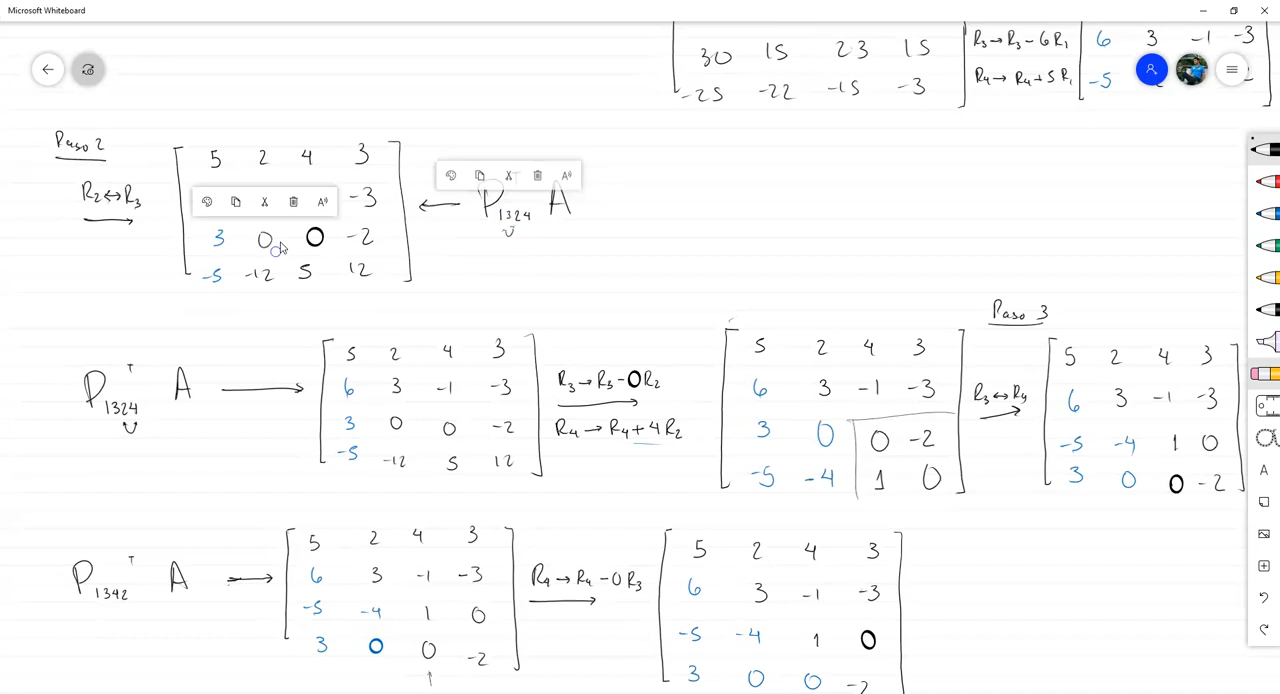 Microsoft Whiteboard
30 15 23 15
-25 -22 -15 -3
R3→R3-6R1
R4→R4+5R1
6 3 -1 -3
-5
Paso 2
R2↔R3
5 2 4 3
-3
3 0 0 -2
-5 -12 5 12
P1324 A
Paso 3
P1324 T A
5 2 4 3
6 3 -1 -3
3 0 0 -2
-5 -12 5 12
R3→R3-0R2
R4→R4+4R2
5 2 4 3
6 3 -1 -3
3 0 0 -2
-5 -4 1 0
R3↔R4
5 2 4 3
6 3 -1 -3
-5 -4 1 0
3 0 0 -2
P1342 T A
5 2 4 3
6 3 -1 -3
-5 -4 1 0
3 0 0 -2
R4→R4-0R3
5 2 4 3
6 3 -1 -3
-5 -4 1 0
3 0 0 -2